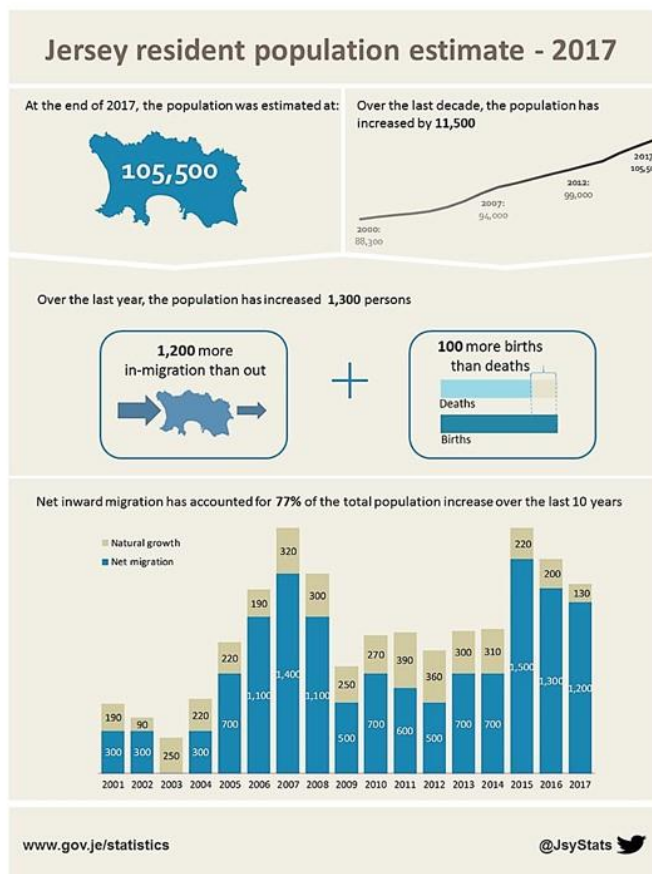 Jersey resident population estimate - 2017
At the end of 2017, the population was estimated at:
105,500
Over the last decade, the population has
increased by 11,500
2000:
88,300
2007:
94,000
2012:
99,000
Over the last year, the population has increased 1,300 persons
1,200 more
in-migration than out
+
100 more births
than deaths
Deaths
Births
Net inward migration has accounted for 77% of the total population increase over the last 10 years
Natural growth
Net migration
190 90 250 220 220 190 320 300 250 270 390 360 300 310 220 200 130
300 300 300 700 1,100 1,400 1,100 500 700 600 500 700 700 1,500 1,300 1,200
2001 2002 2003 2004 2005 2006 2007 2008 2009 2010 2011 2012 2013 2014 2015 2016 2017
www.gov.je/statistics
@JsyStats